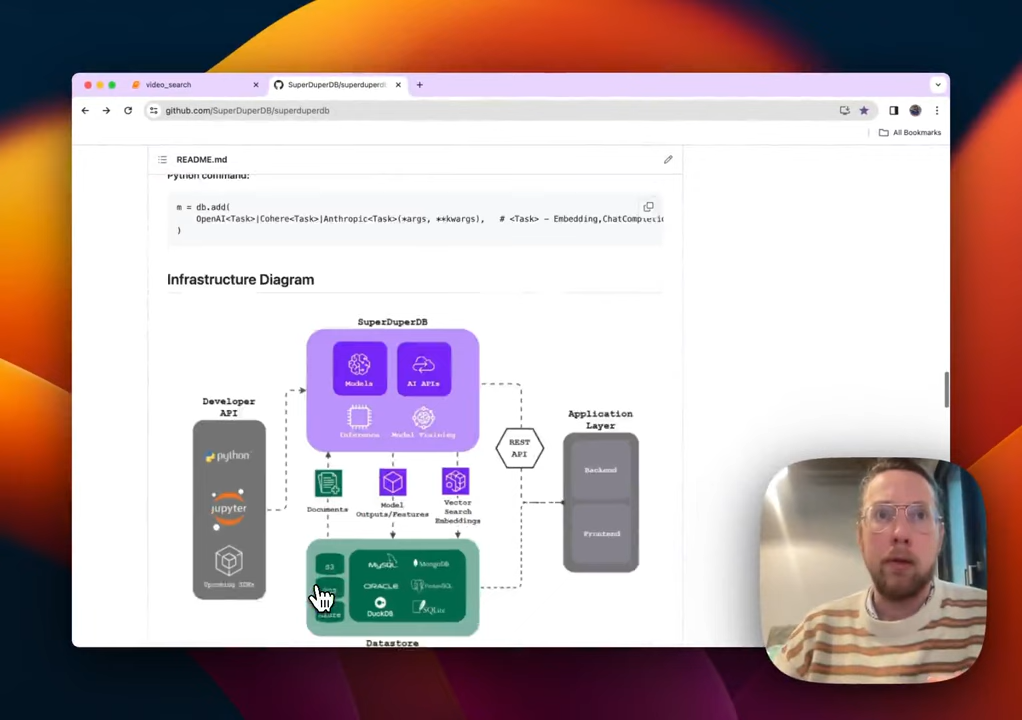 video_search
SuperDuperDB/superduperdb
github.com/SuperDuperDB/superduperdb
All Bookmarks
README.md
Python command:
m = db.add(
OpenAI<Task>|Cohere<Task>|Anthropic<Task>(*args, **kwargs),   # <Task> - Embedding,ChatCompletio
)
Infrastructure Diagram
SuperDuperDB
Models
AI APIs
Inference
Model Training
Developer
API
python
jupyter
Upcoming SDKs
Documents
Model
Outputs/Features
Vector
Search
Embeddings
REST
API
Application
Layer
Backend
Frontend
S3
Azure
MySQL
MongoDB
ORACLE
PostgreSQL
DuckDB
SQLite
Datastore